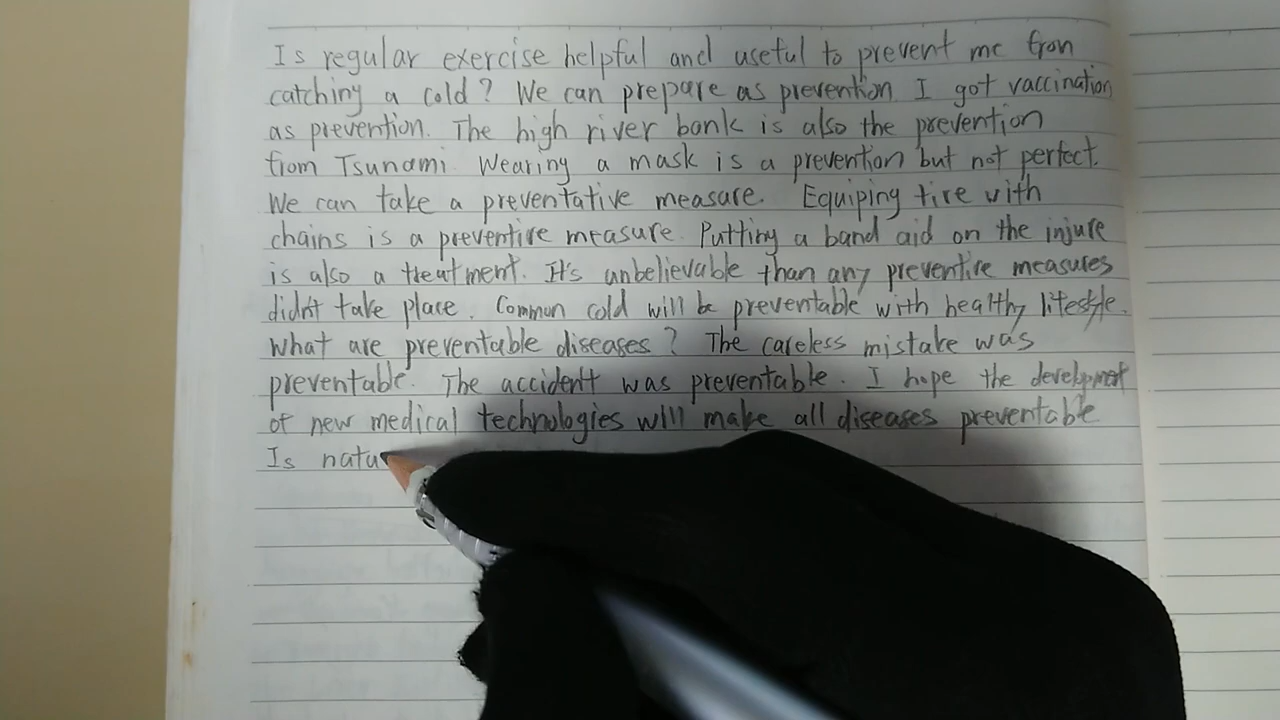 Is regular exercise helpful and useful to prevent me fron
catching a cold? We can prepare as prevention. I got vaccination
as prevention. The high river bank is also the prevention
from Tsunami. Wearing a mask is a prevention but not perfect.
We can take a preventative measure. Equiping tire with
chains is a preventive measure. Putting a band aid on the injure
is also a treatment. It's unbelievable than any preventive measures
didn't take place. Common cold will be preventable with healthy lifestyle.
What are preventable diseases? The careless mistake was
preventable. The accident was preventable. I hope the development
of new medical technologies will make all diseases preventable
Is natu